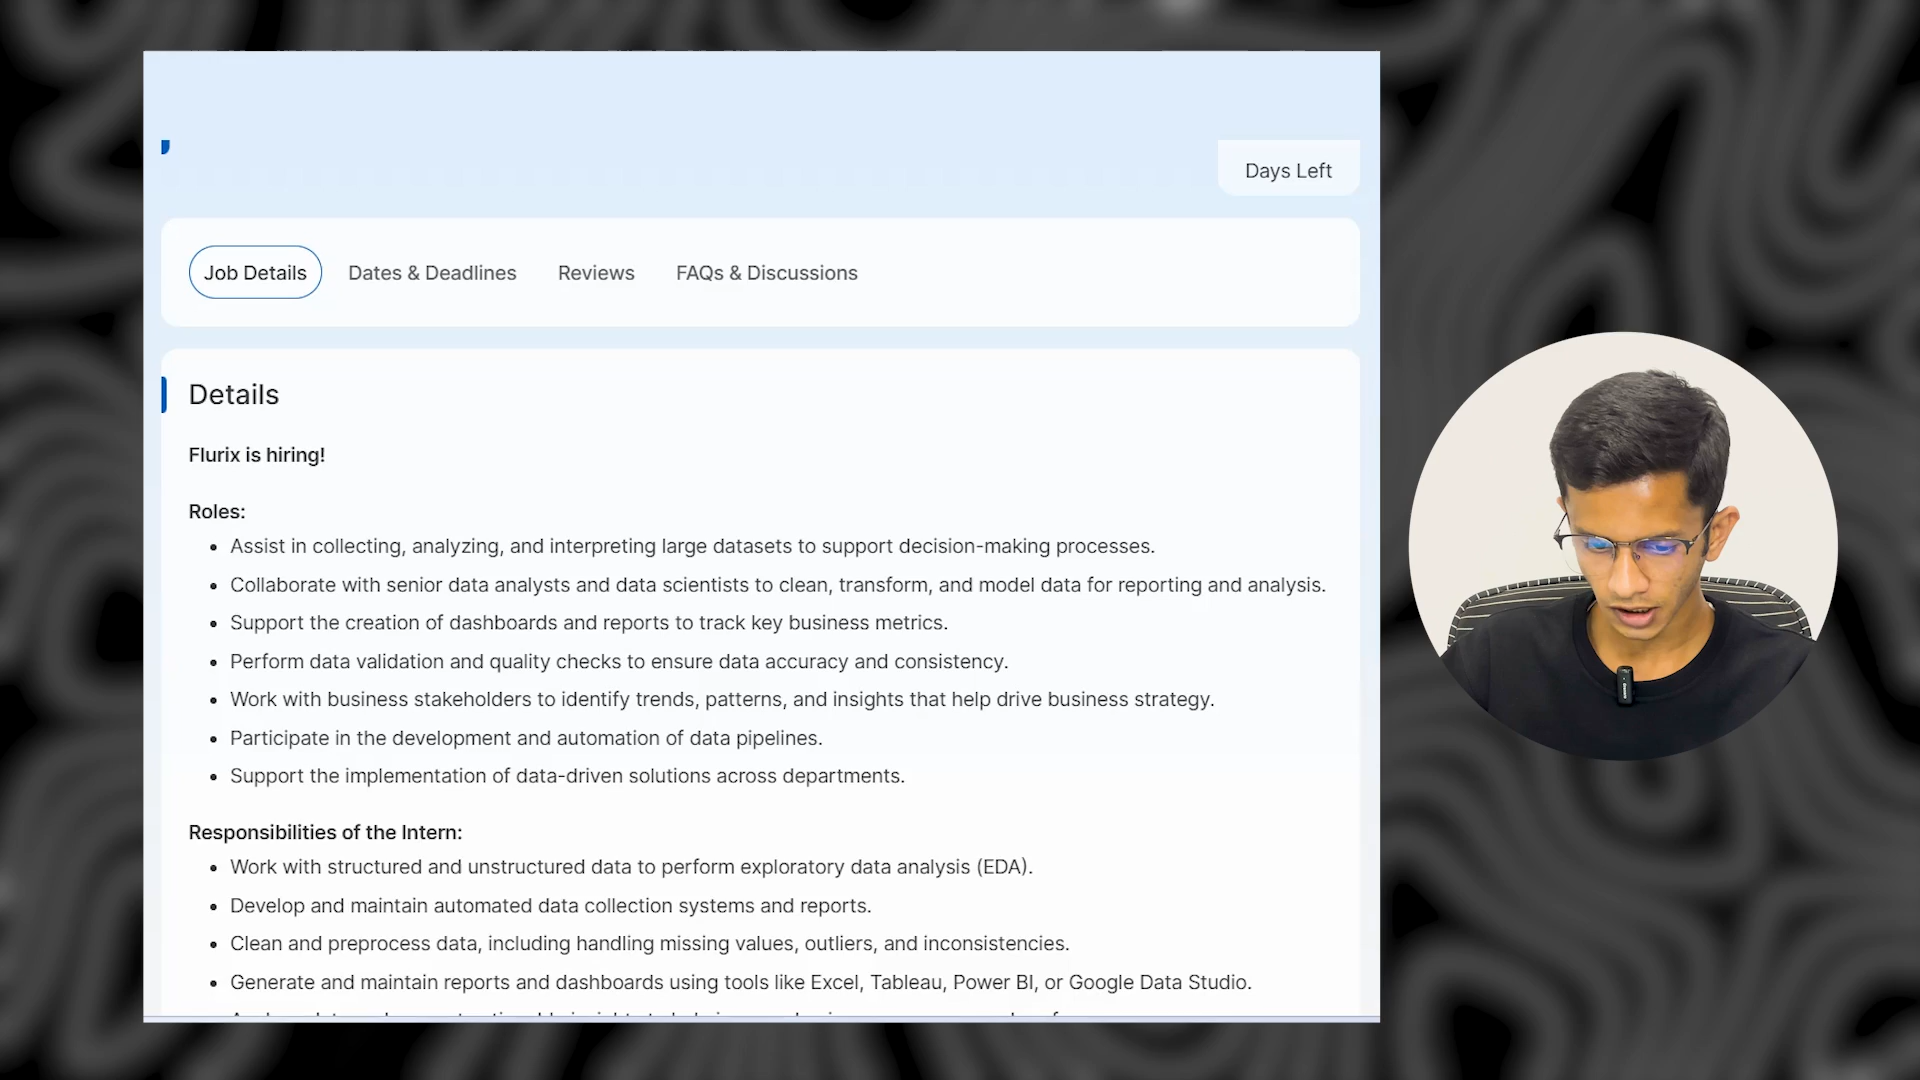 Days Left
Job Details
Dates & Deadlines
Reviews
FAQs & Discussions
Details
Flurix is hiring!
Roles:
• Assist in collecting, analyzing, and interpreting large datasets to support decision-making processes.
• Collaborate with senior data analysts and data scientists to clean, transform, and model data for reporting and analysis.
• Support the creation of dashboards and reports to track key business metrics.
• Perform data validation and quality checks to ensure data accuracy and consistency.
• Work with business stakeholders to identify trends, patterns, and insights that help drive business strategy.
• Participate in the development and automation of data pipelines.
• Support the implementation of data-driven solutions across departments.
Responsibilities of the Intern:
• Work with structured and unstructured data to perform exploratory data analysis (EDA).
• Develop and maintain automated data collection systems and reports.
• Clean and preprocess data, including handling missing values, outliers, and inconsistencies.
• Generate and maintain reports and dashboards using tools like Excel, Tableau, Power BI, or Google Data Studio.